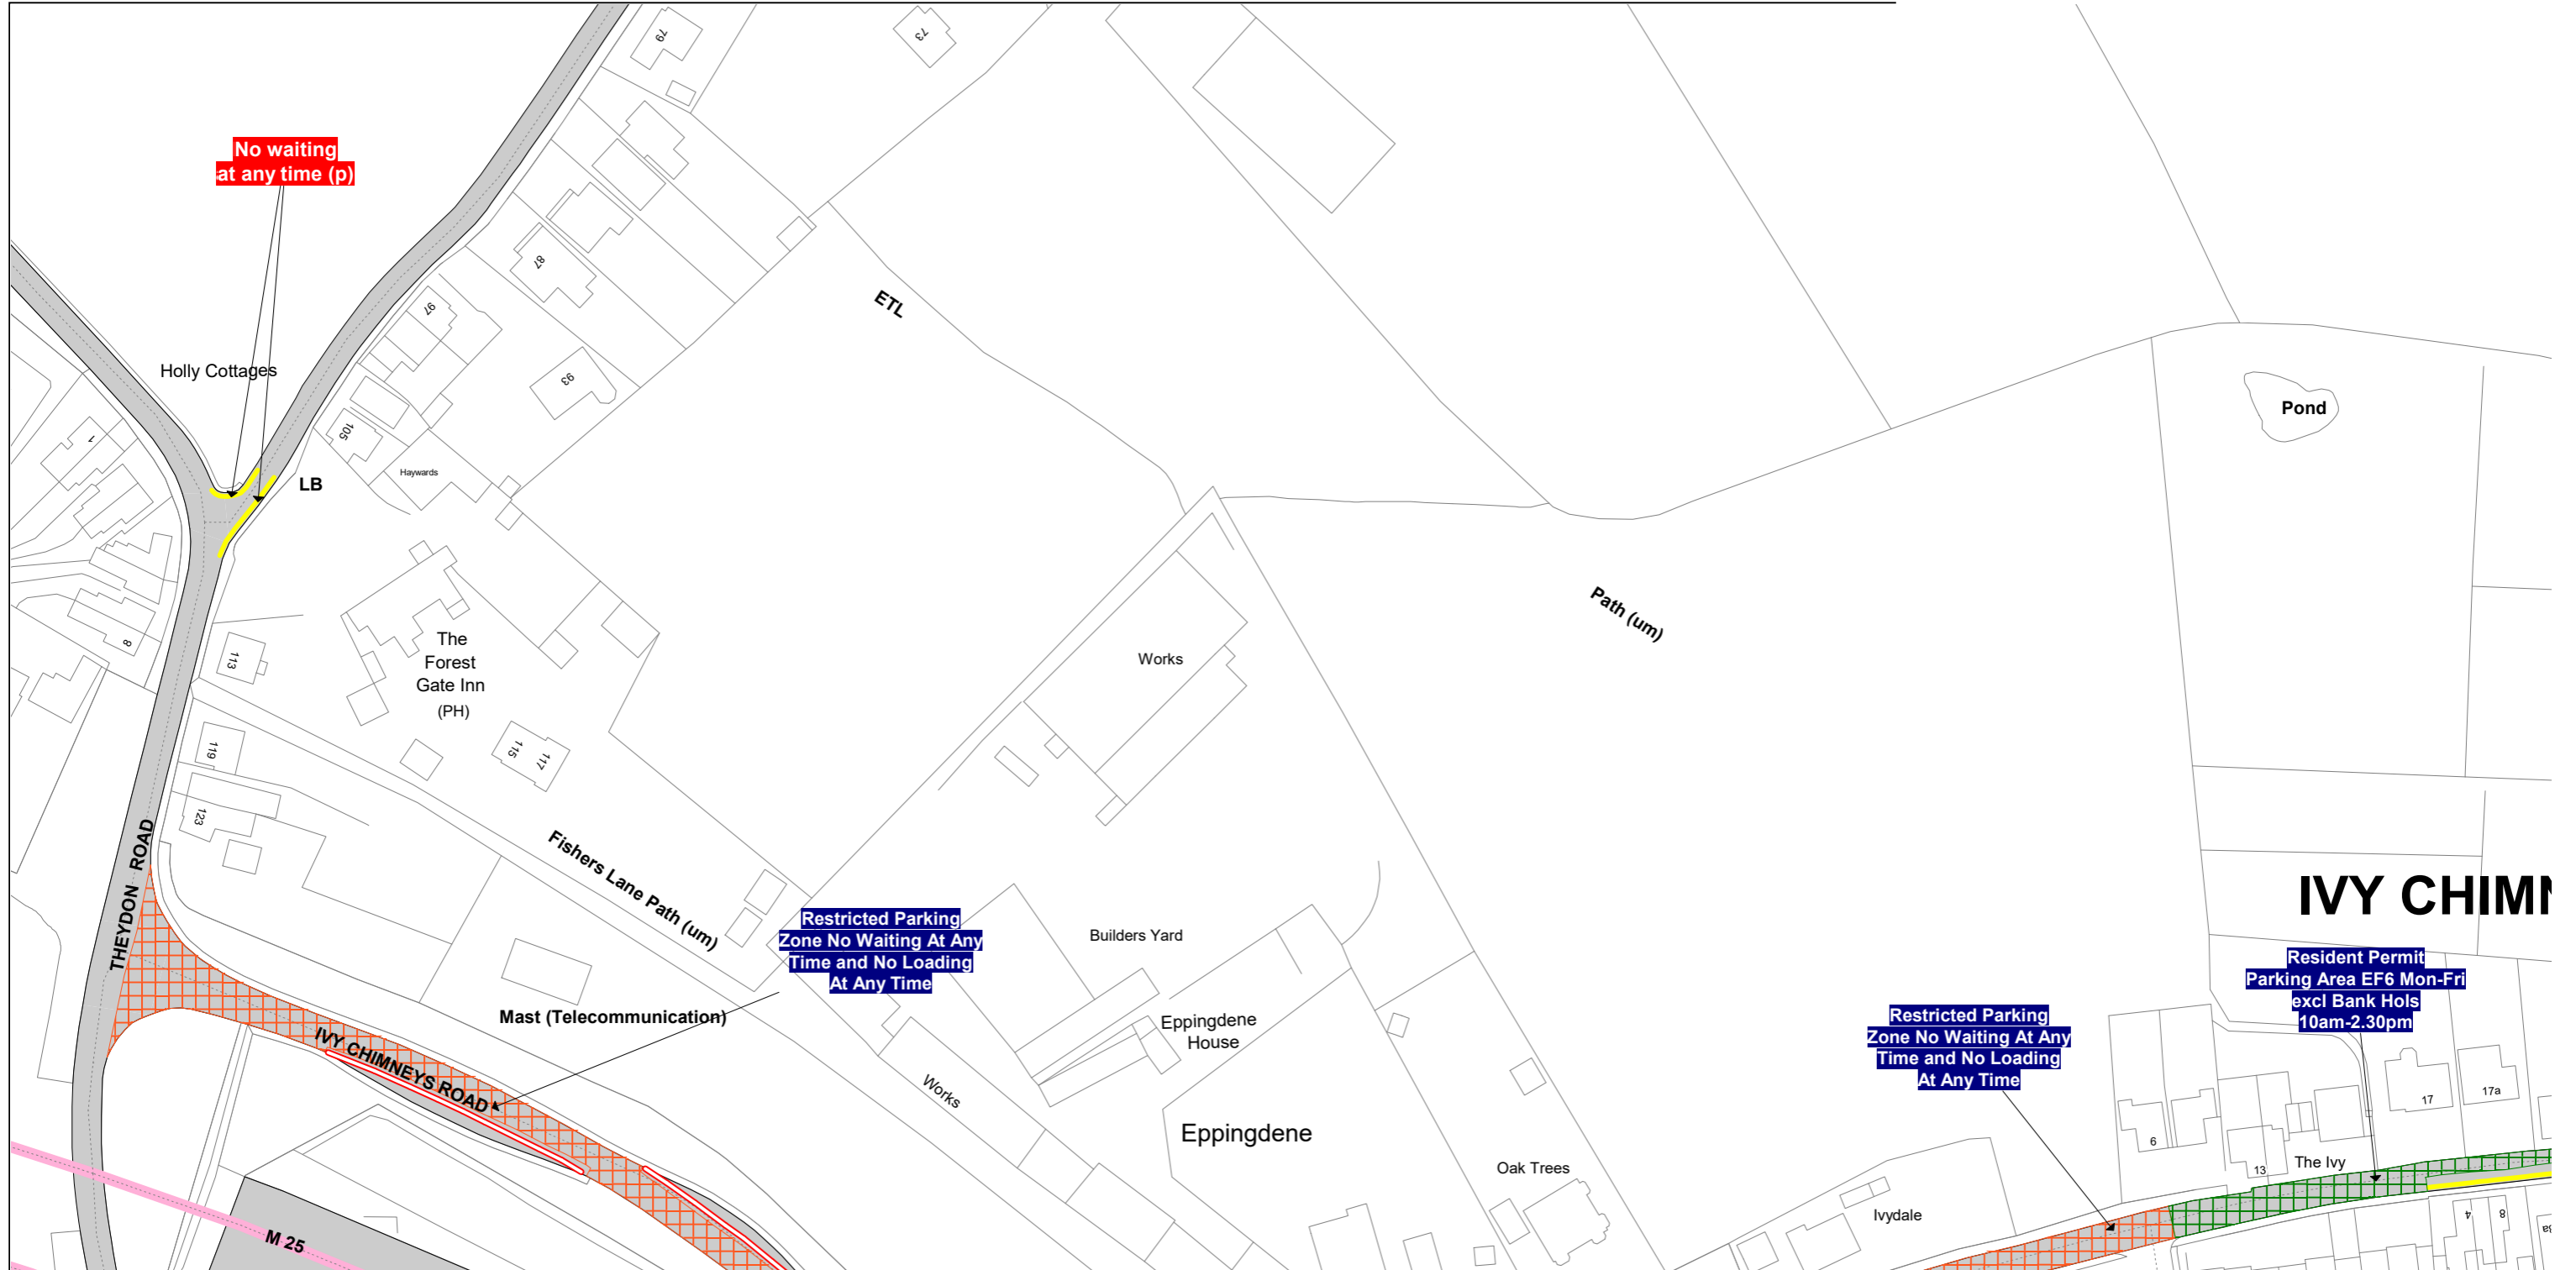 79
73
No waiting
at any time (p)
87
97
ETL
Holly Cottages
93
Pond
1
105
Haywards
LB
Path (um)
8
113
The
Forest
Gate Inn
(PH)
Works
119
115
117
123
THEYDON ROAD
Fishers Lane Path (um)
IVY CHIMN
Restricted Parking
Zone No Waiting At Any
Time and No Loading
At Any Time
Builders Yard
Resident Permit
Parking Area EF6 Mon-Fri
excl Bank Hols
10am-2.30pm
Mast (Telecommunication)
Restricted Parking
Zone No Waiting At Any
Time and No Loading
At Any Time
Eppingdene
House
IVY CHIMNEYS ROAD
Works
17
17a
Eppingdene
6
Oak Trees
13
The Ivy
Ivydale
4
8
M 25